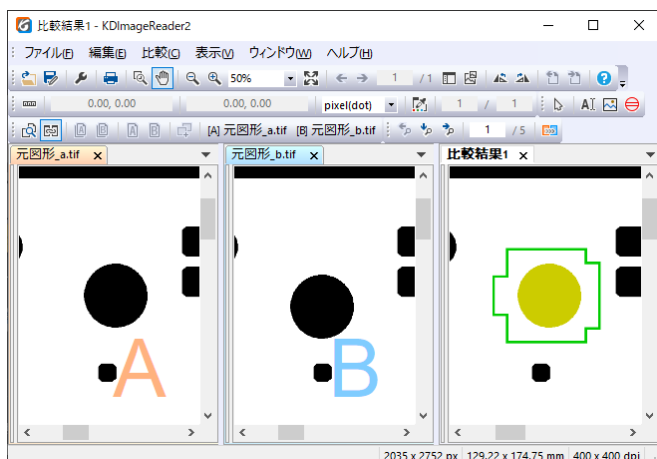 比較結果1 - KDImageReader2
ファイル(F) 編集(E) 比較(C) 表示(V) ウィンドウ(W) ヘルプ(H)
50% 1 /1
0.00, 0.00 0.00, 0.00 pixel(dot) 1 / 1 AI
A B A B [A] 元図形_a.tif [B] 元図形_b.tif 1 /5
元図形_a.tif x 元図形_b.tif x 比較結果1 x
A B
2035 x 2752 px 129.22 x 174.75 mm 400 x 400 dpi